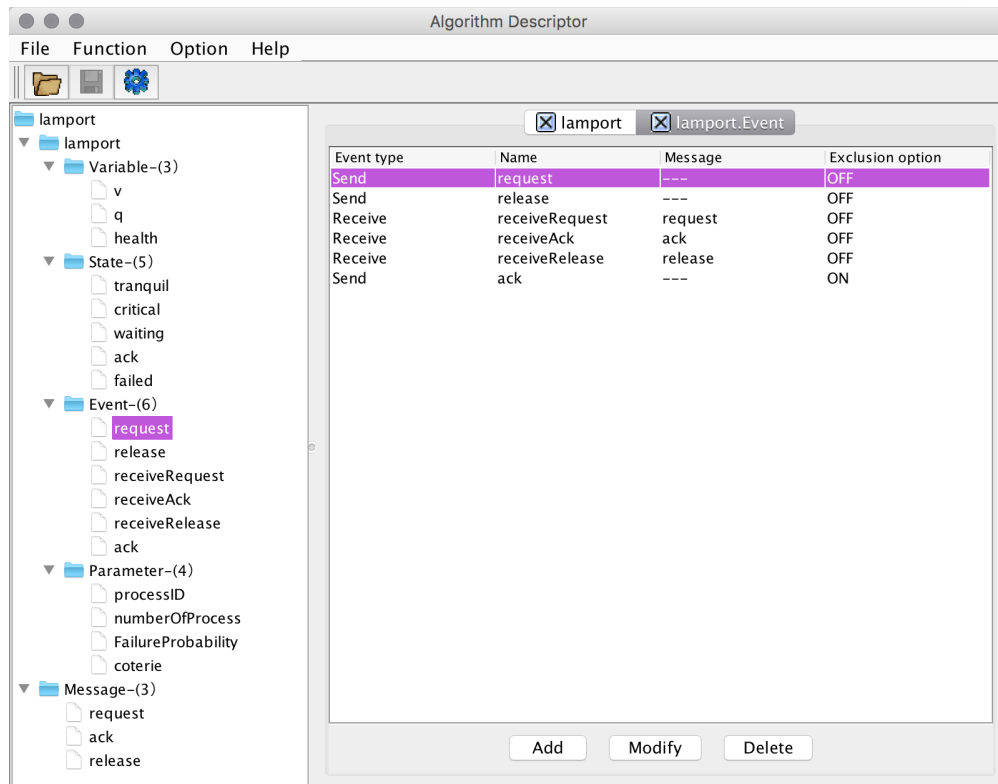 Algorithm Descriptor
File Function Option Help
lamport
lamport
Variable-(3)
v
q
health
State-(5)
tranquil
critical
waiting
ack
failed
Event-(6)
request
release
receiveRequest
receiveAck
receiveRelease
ack
Parameter-(4)
processID
numberOfProcess
FailureProbability
coterie
Message-(3)
request
ack
release
lamport lamport.Event
Event type Name Message Exclusion option
Send request --- OFF
Send release --- OFF
Receive receiveRequest request OFF
Receive receiveAck ack OFF
Receive receiveRelease release OFF
Send ack --- ON
Add Modify Delete